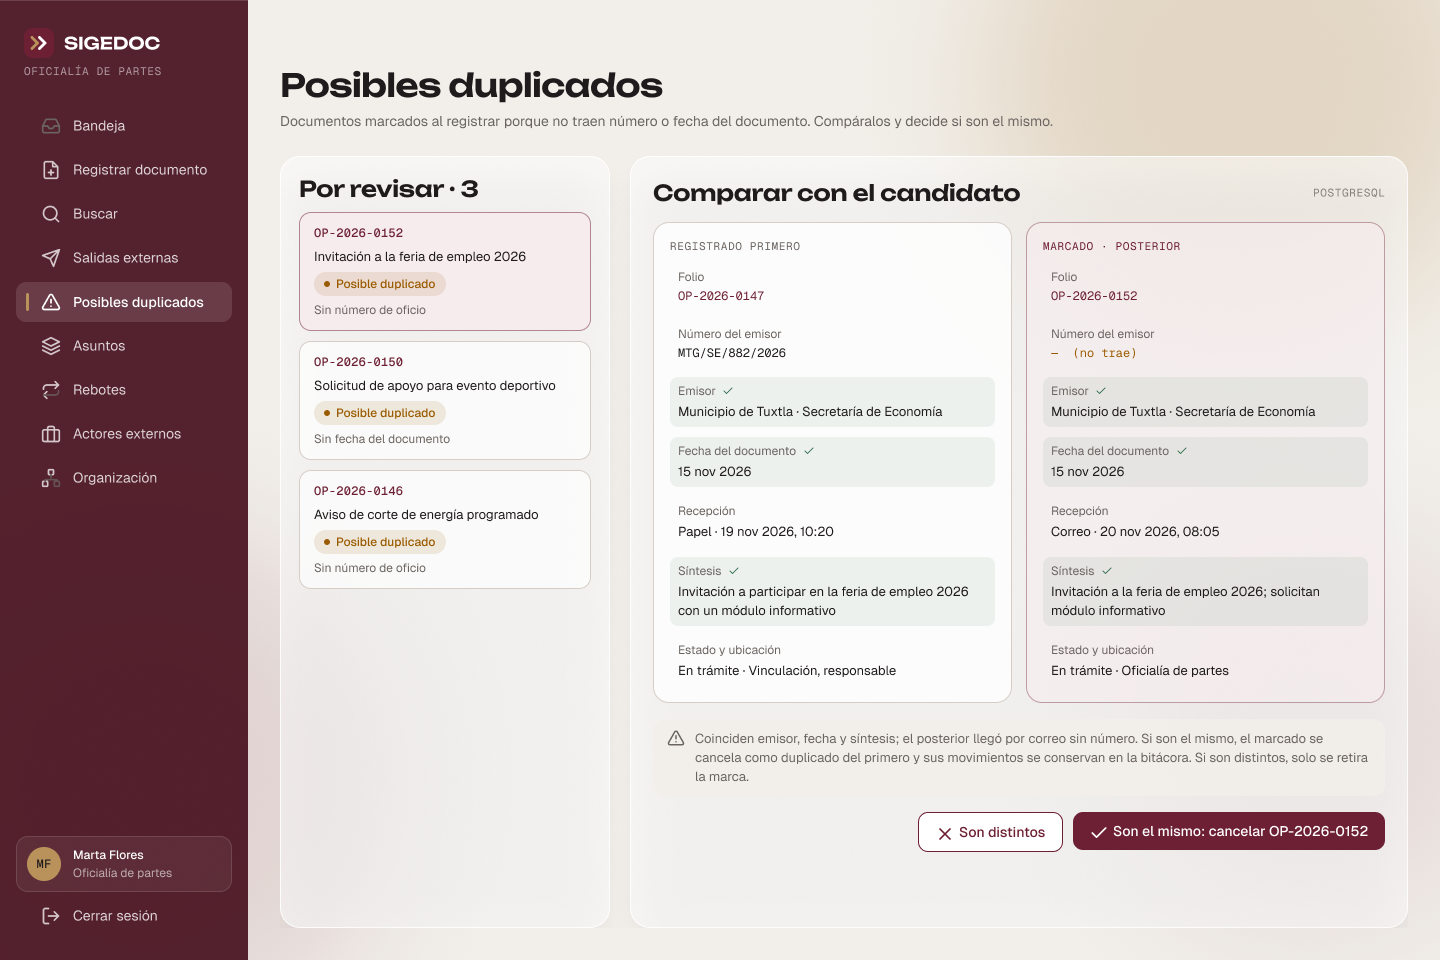 SIGEDOC
OFICIALÍA DE PARTES
Bandeja
Registrar documento
Buscar
Salidas externas
Posibles duplicados
Asuntos
Rebotes
Actores externos
Organización
MF
Marta Flores
Oficialía de partes
Cerrar sesión
Posibles duplicados
Documentos marcados al registrar porque no traen número o fecha del documento. Compáralos y decide si son el mismo.
Por revisar · 3
OP-2026-0152
Invitación a la feria de empleo 2026
Posible duplicado
Sin número de oficio
OP-2026-0150
Solicitud de apoyo para evento deportivo
Posible duplicado
Sin fecha del documento
OP-2026-0146
Aviso de corte de energía programado
Posible duplicado
Sin número de oficio
Comparar con el candidato
POSTGRESQL
REGISTRADO PRIMERO
Folio
OP-2026-0147
Número del emisor
MTG/SE/882/2026
Emisor ✓
Municipio de Tuxtla · Secretaría de Economía
Fecha del documento ✓
15 nov 2026
Recepción
Papel · 19 nov 2026, 10:20
Síntesis ✓
Invitación a participar en la feria de empleo 2026
con un módulo informativo
Estado y ubicación
En trámite · Vinculación, responsable
MARCADO · POSTERIOR
Folio
OP-2026-0152
Número del emisor
— (no trae)
Emisor ✓
Municipio de Tuxtla · Secretaría de Economía
Fecha del documento ✓
15 nov 2026
Recepción
Correo · 20 nov 2026, 08:05
Síntesis ✓
Invitación a la feria de empleo 2026; solicitan
módulo informativo
Estado y ubicación
En trámite · Oficialía de partes
Coinciden emisor, fecha y síntesis; el posterior llegó por correo sin número. Si son el mismo, el marcado se
cancela como duplicado del primero y sus movimientos se conservan en la bitácora. Si son distintos, solo se retira
la marca.
Son distintos
Son el mismo: cancelar OP-2026-0152